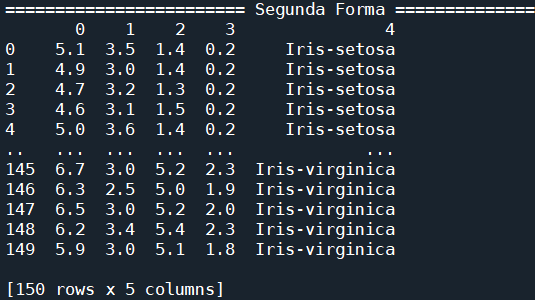 ======================== Segunda Forma ==============
0 1 2 3 4
0 5.1 3.5 1.4 0.2 Iris-setosa
1 4.9 3.0 1.4 0.2 Iris-setosa
2 4.7 3.2 1.3 0.2 Iris-setosa
3 4.6 3.1 1.5 0.2 Iris-setosa
4 5.0 3.6 1.4 0.2 Iris-setosa
.. ... ... ... ... ...
145 6.7 3.0 5.2 2.3 Iris-virginica
146 6.3 2.5 5.0 1.9 Iris-virginica
147 6.5 3.0 5.2 2.0 Iris-virginica
148 6.2 3.4 5.4 2.3 Iris-virginica
149 5.9 3.0 5.1 1.8 Iris-virginica
[150 rows x 5 columns]